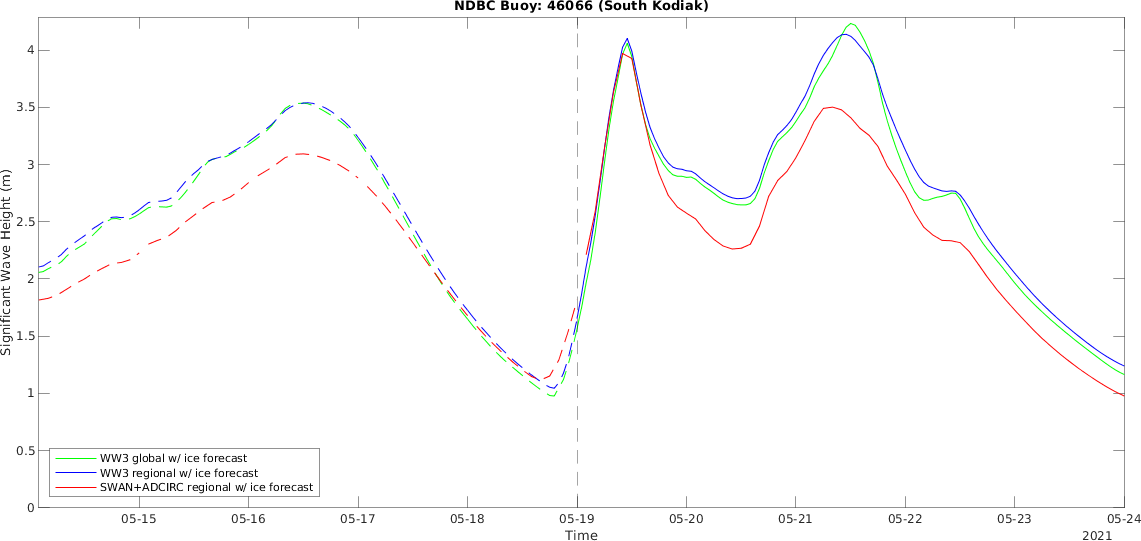 NDBC Buoy: 46066 (South Kodiak)
Significant Wave Height (m)
4
3.5
3
2.5
2
1.5
1
0.5
0
WW3 global w/ ice forecast
WW3 regional w/ ice forecast
SWAN+ADCIRC regional w/ ice forecast
05-15 05-16 05-17 05-18 05-19 05-20 05-21 05-22 05-23 05-24
Time
2021